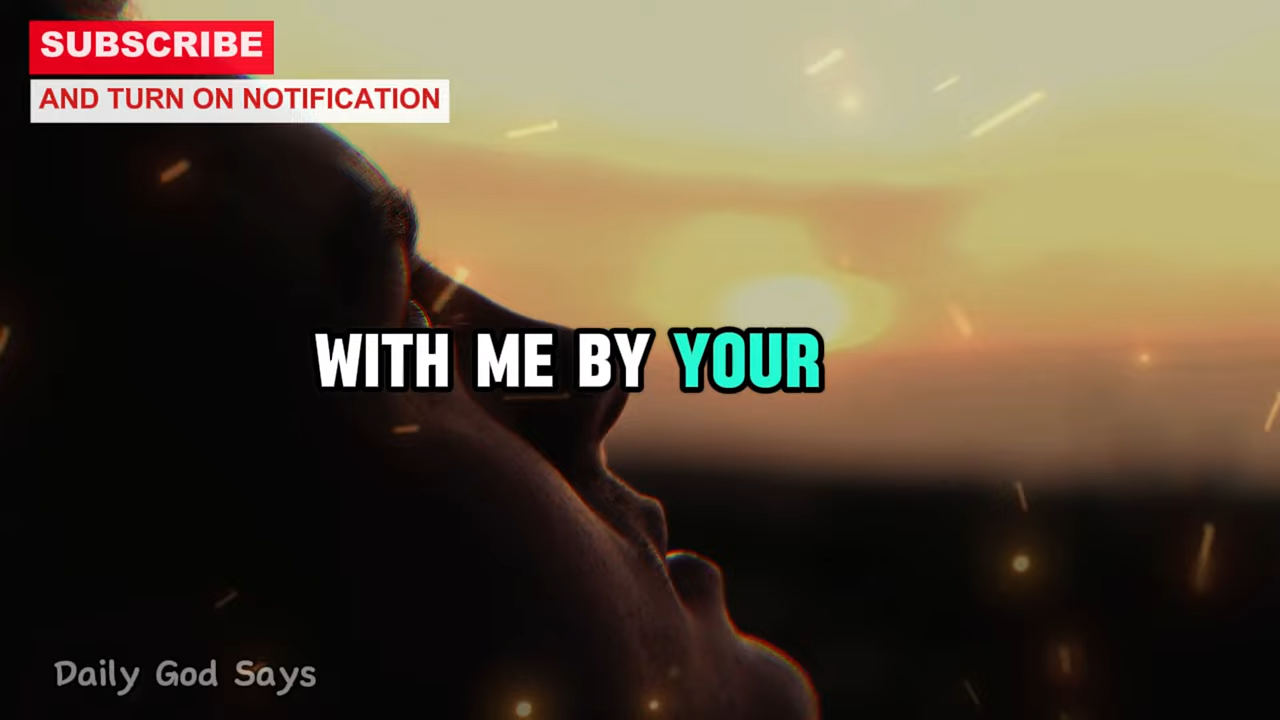 SUBSCRIBE
AND TURN ON NOTIFICATION
WITH ME BY YOUR
Daily God Says